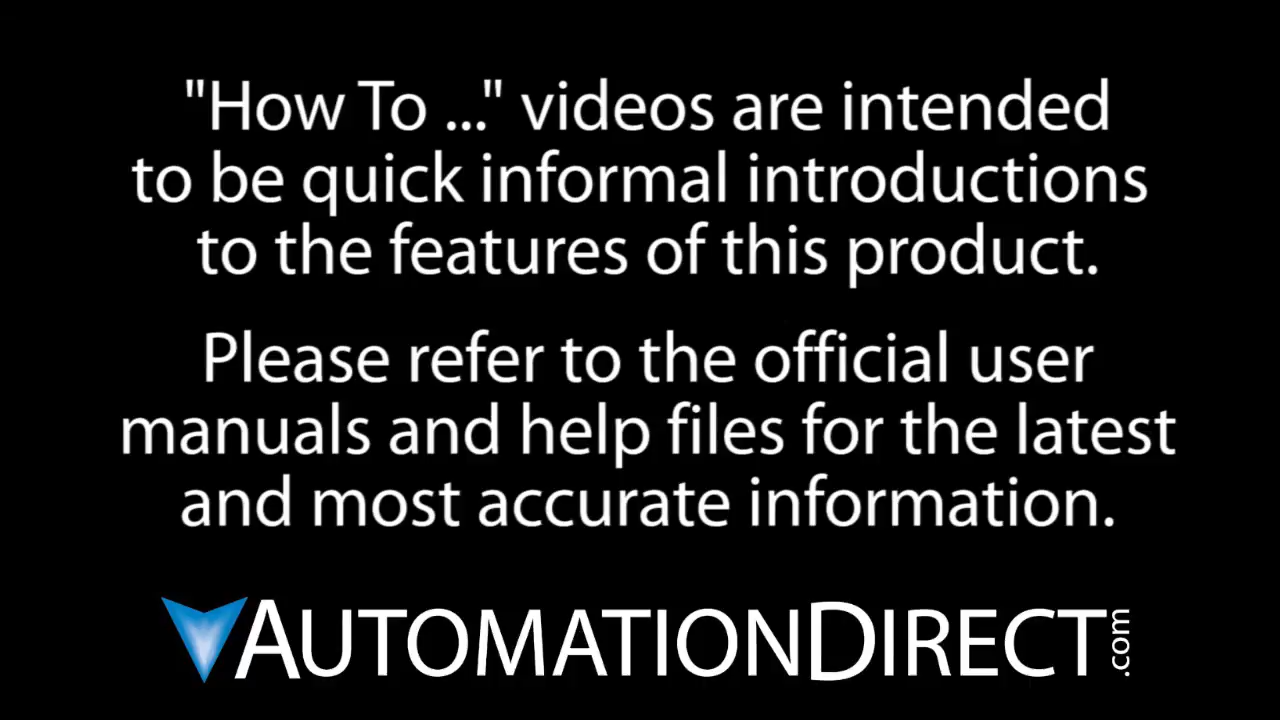 "How To ..." videos are intended
to be quick informal introductions
to the features of this product.
Please refer to the official user
manuals and help files for the latest
and most accurate information.
AUTOMATIONDIRECT.com